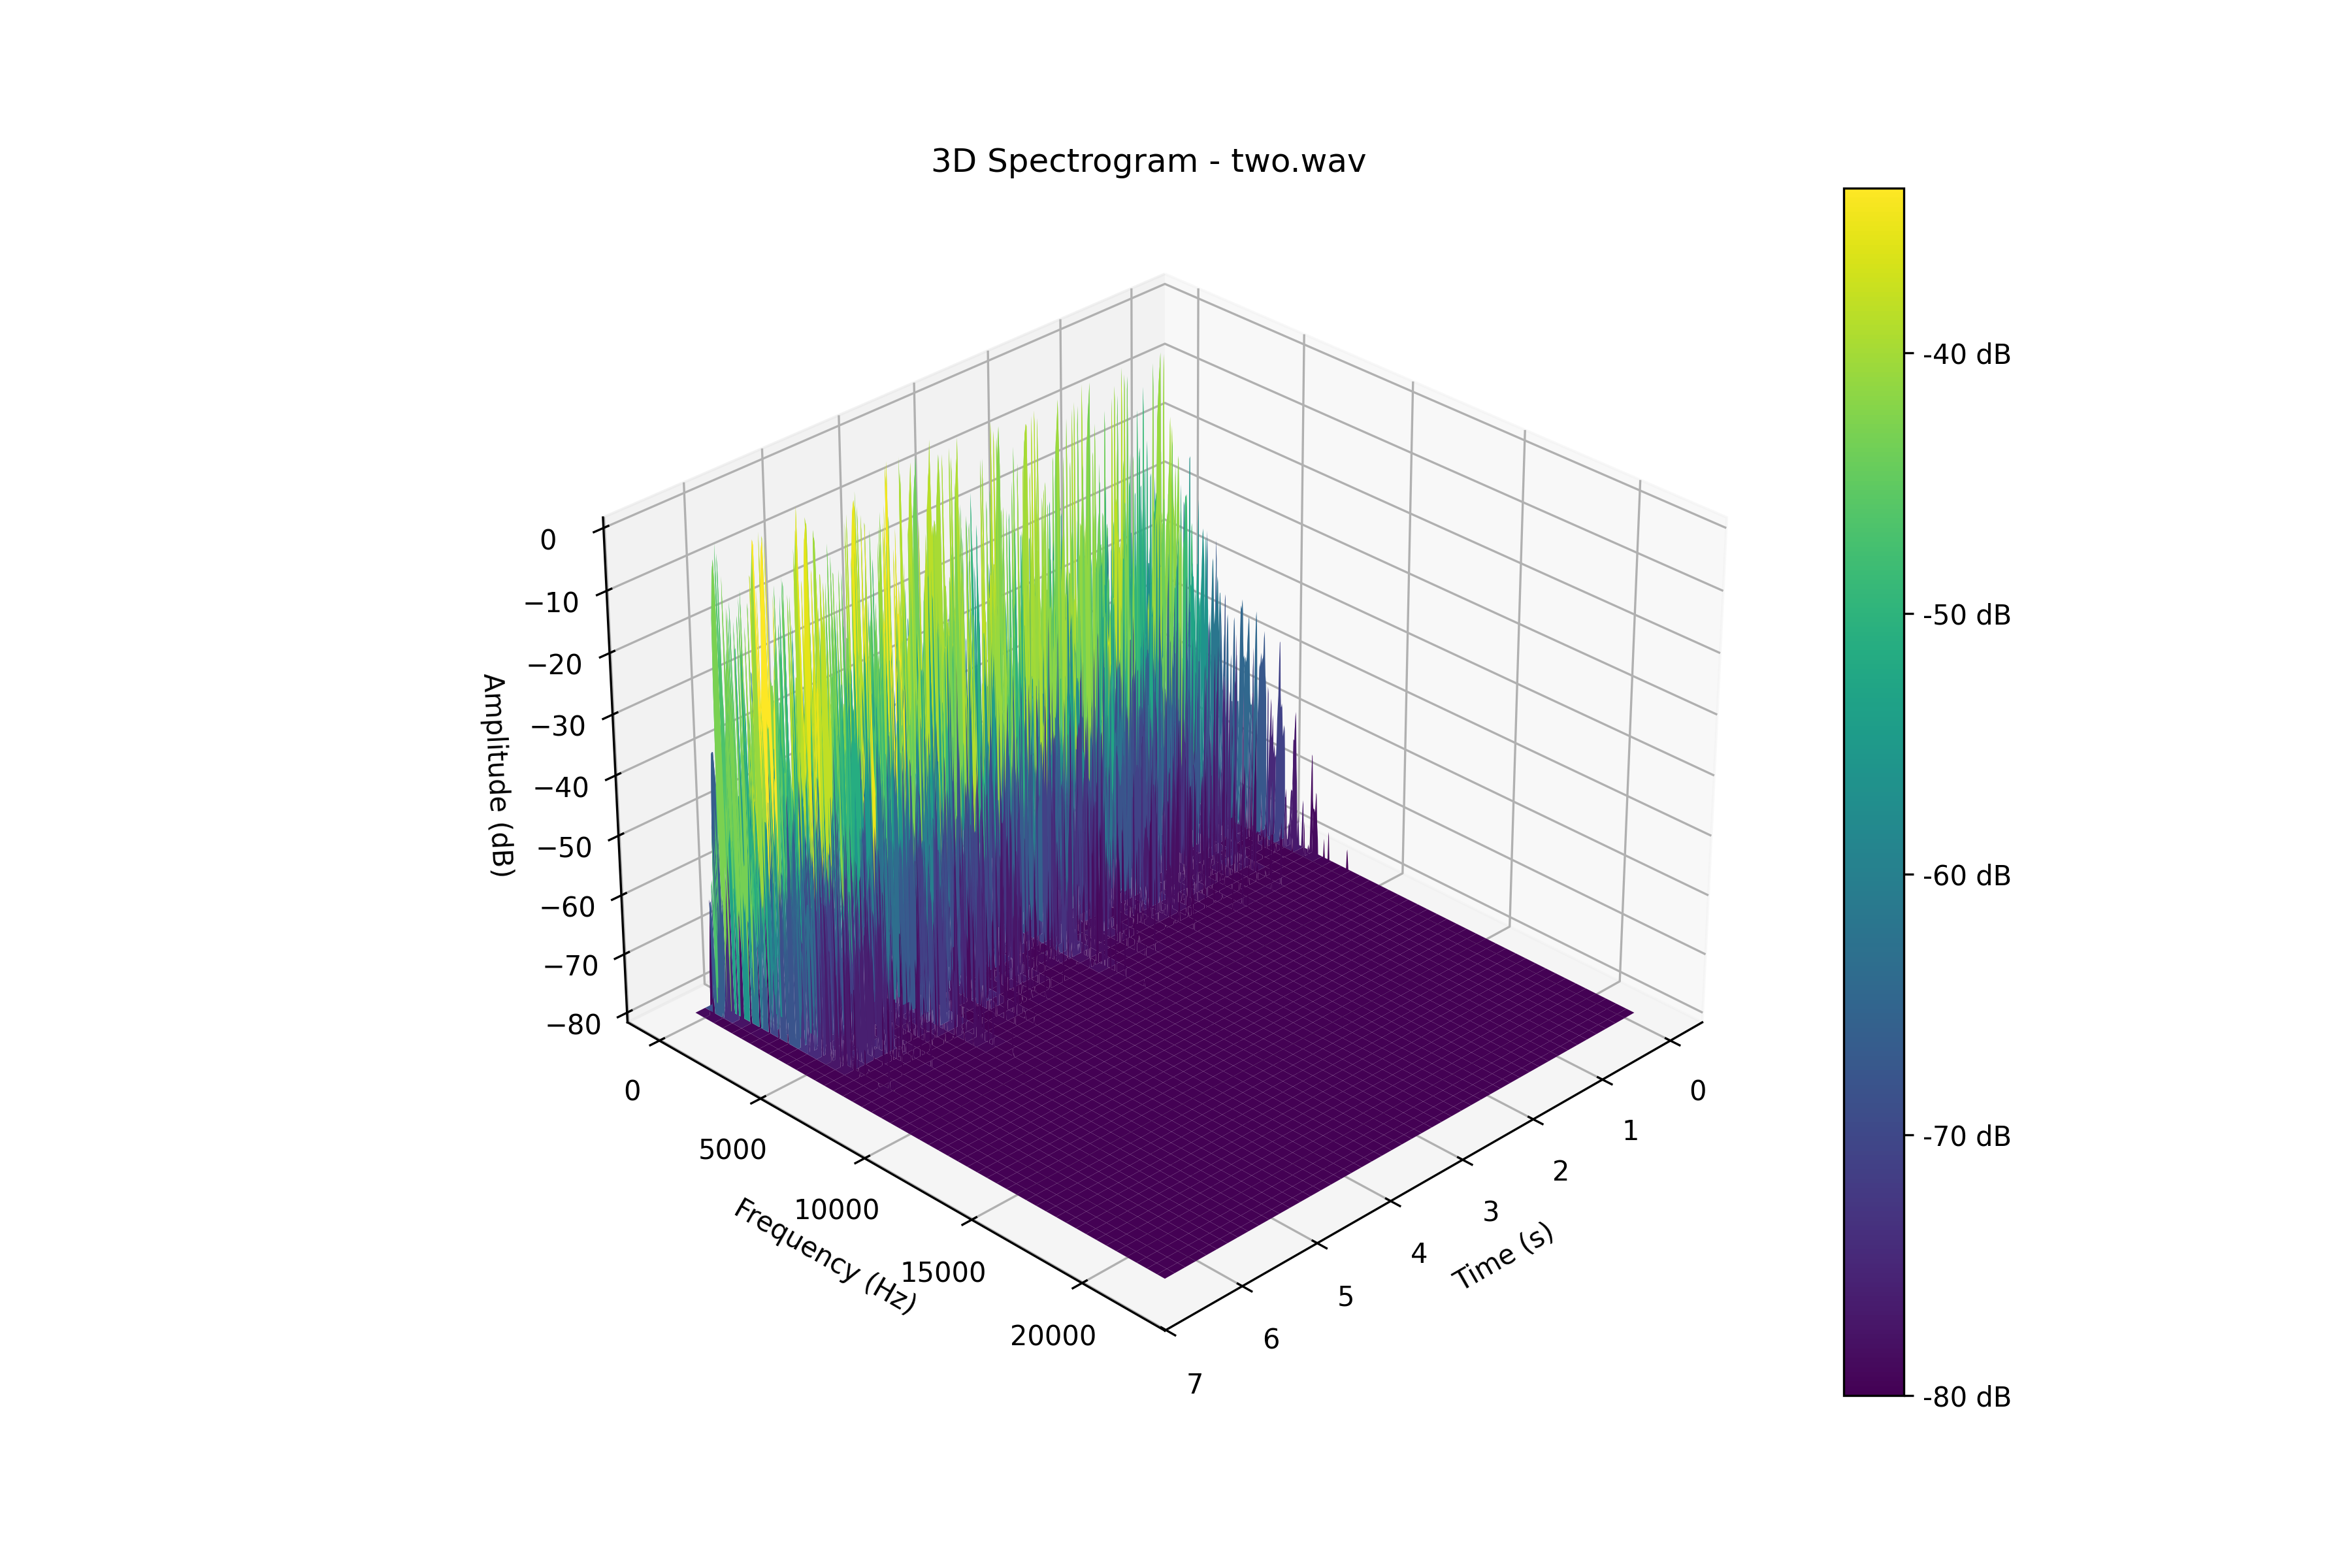 3D Spectrogram - two.wav
-40 dB
-50 dB
-60 dB
-70 dB
-80 dB
0
−10
−20
−30
−40
−50
−60
−70
−80
Amplitude (dB)
0
5000
10000
15000
20000
Frequency (Hz)
0
1
2
3
4
5
6
7
Time (s)